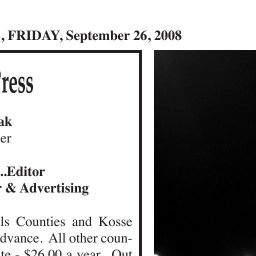 , FRIDAY, September 26, 2008
ress
ak
er
..Editor
& Advertising
ls Counties and Kosse
dvance. All other coun-
te - $26.00 a year. Out